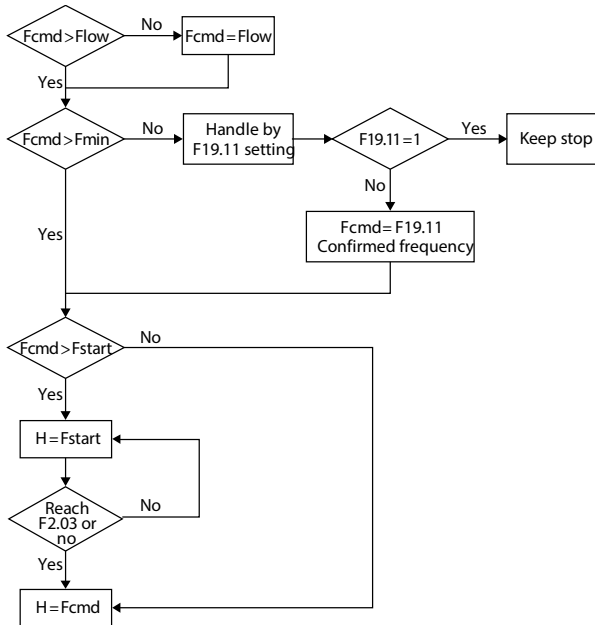 Fcmd>Flow
No
Fcmd=Flow
Yes
Fcmd>Fmin
No
Handle by
F19.11 setting
F19.11=1
Yes
Keep stop
No
Yes
Fcmd=F19.11
Confirmed frequency
Fcmd>Fstart
No
Yes
H=Fstart
Reach
F2.03 or
no
No
Yes
H=Fcmd